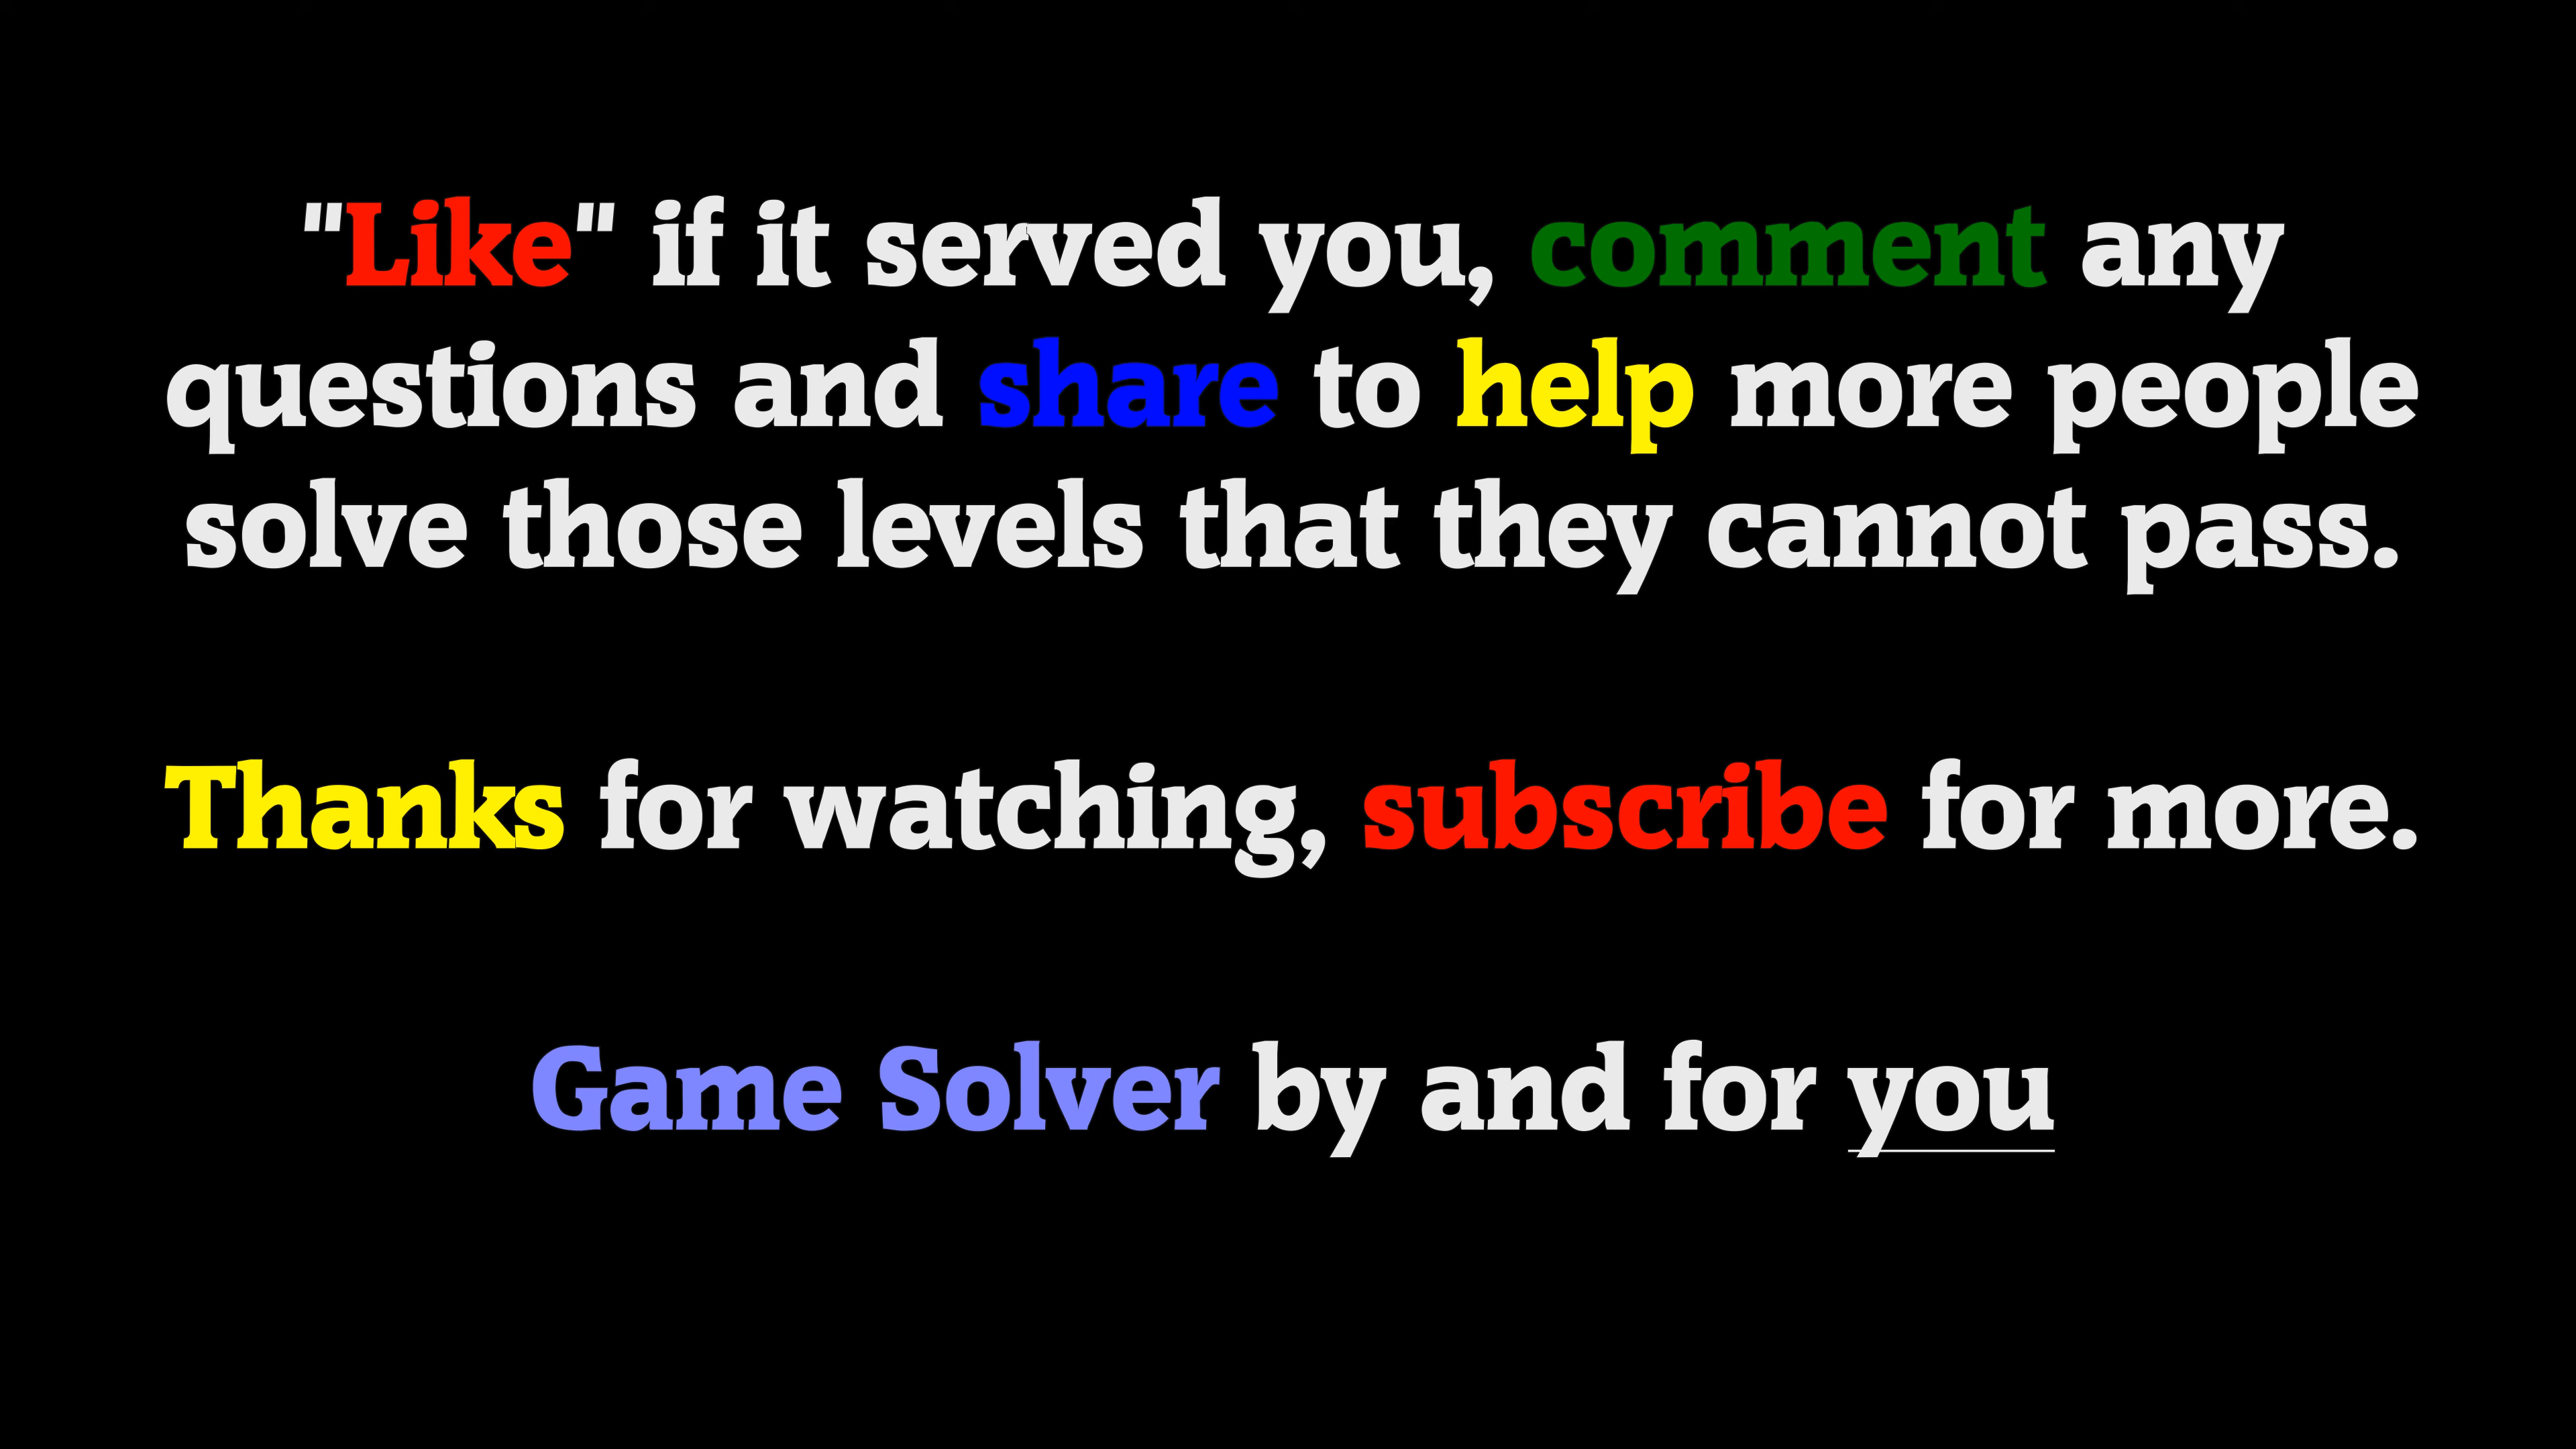 "Like" if it served you, comment any
questions and share to help more people
solve those levels that they cannot pass.
Thanks for watching, subscribe for more.
Game Solver by and for you